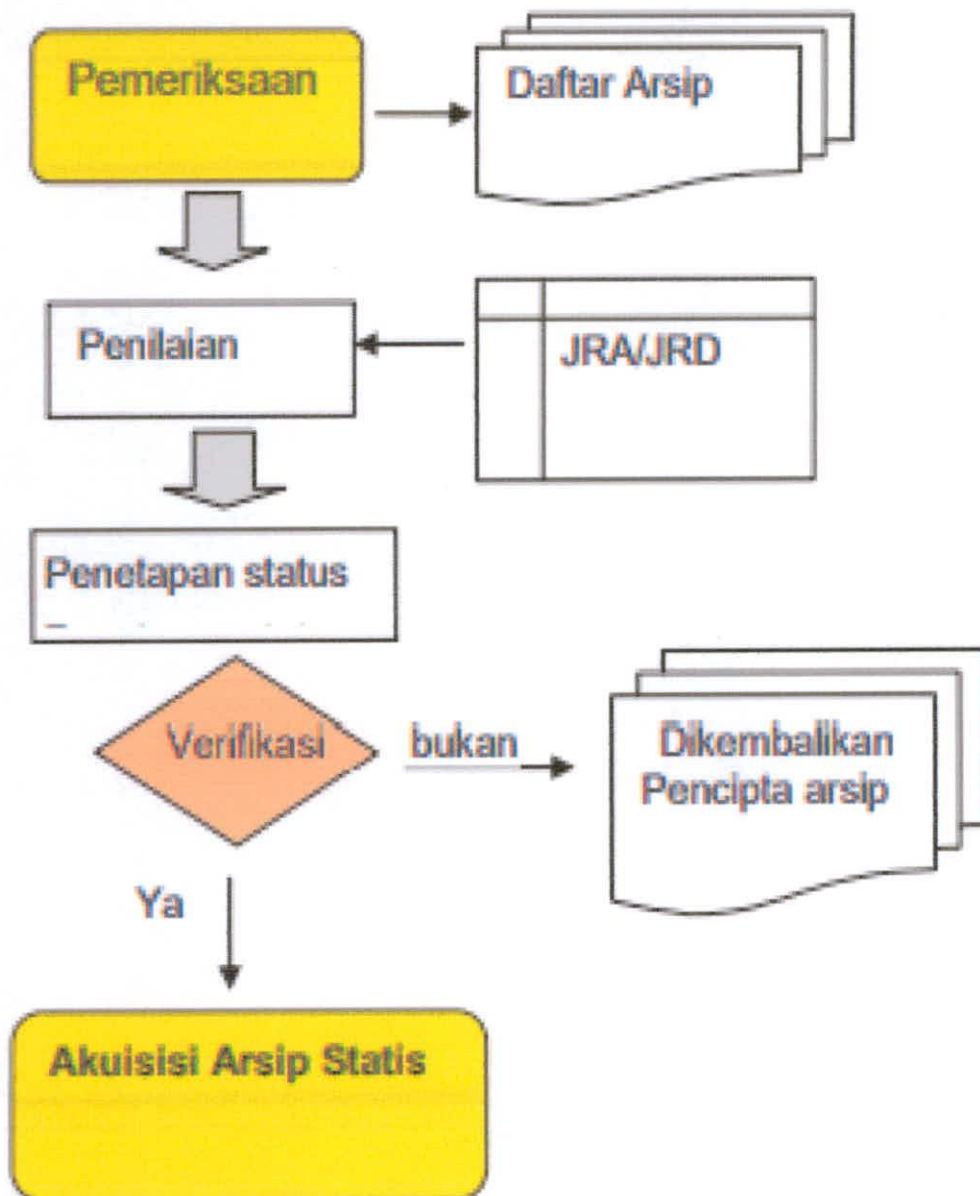 Pemeriksaan
Daftar Arsip
Penilaian
JRA/JRD
Penetapan status
Verifikasi
bukan
Dikembalikan
Pencipta arsip
Ya
Akuisisi Arsip Statis